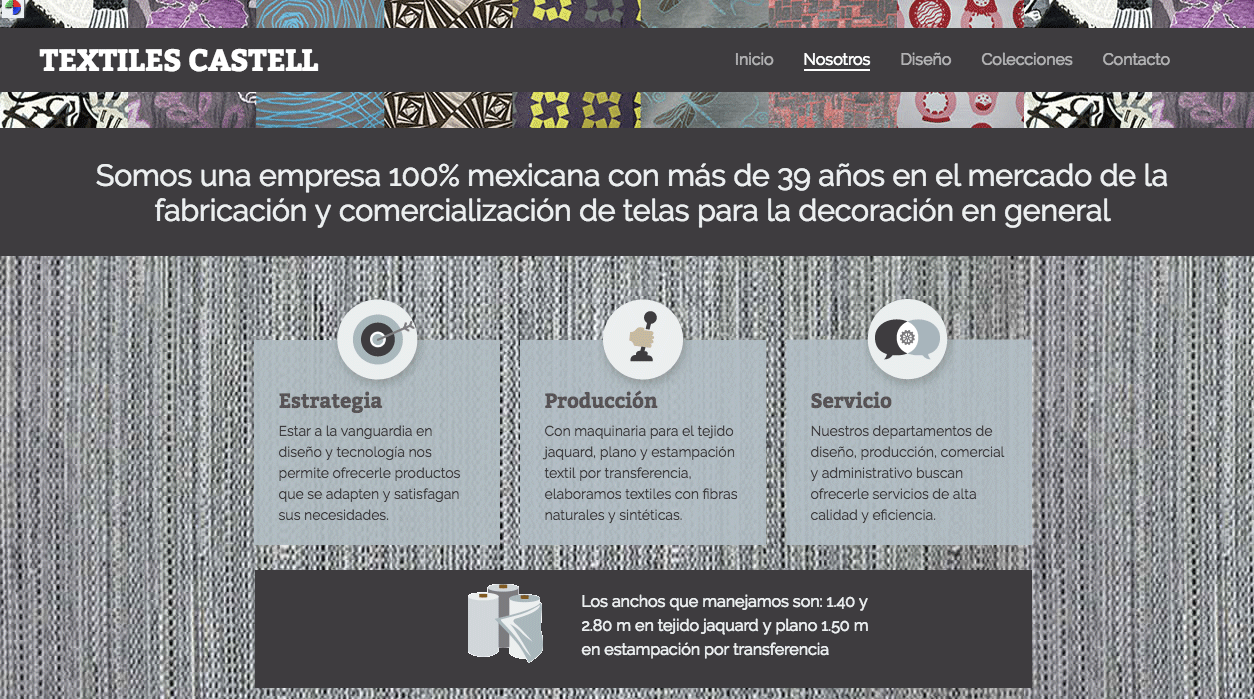 TEXTILES CASTELL
Inicio Nosotros Diseño Colecciones Contacto
Somos una empresa 100% mexicana con más de 39 años en el mercado de la
fabricación y comercialización de telas para la decoración en general
Estrategia
Estar a la vanguardia en
diseño y tecnologia nos
permite ofrecerle productos
que se adapten y satisfagan
sus necesidades.
Producción
Con maquinaria para el tejido
jaquard, plano y estampación
textil por transferencia,
elaboramos textiles con fibras
naturales y sintéticas.
Servicio
Nuestros departamentos de
diseño, producción, comercial
y administrativo buscan
ofrecerle servicios de alta
calidad y eficiencia.
Los anchos que manejamos son: 1.40 y
2.80 m en tejido jaquard y plano 1.50 m
en estampación por transferencia